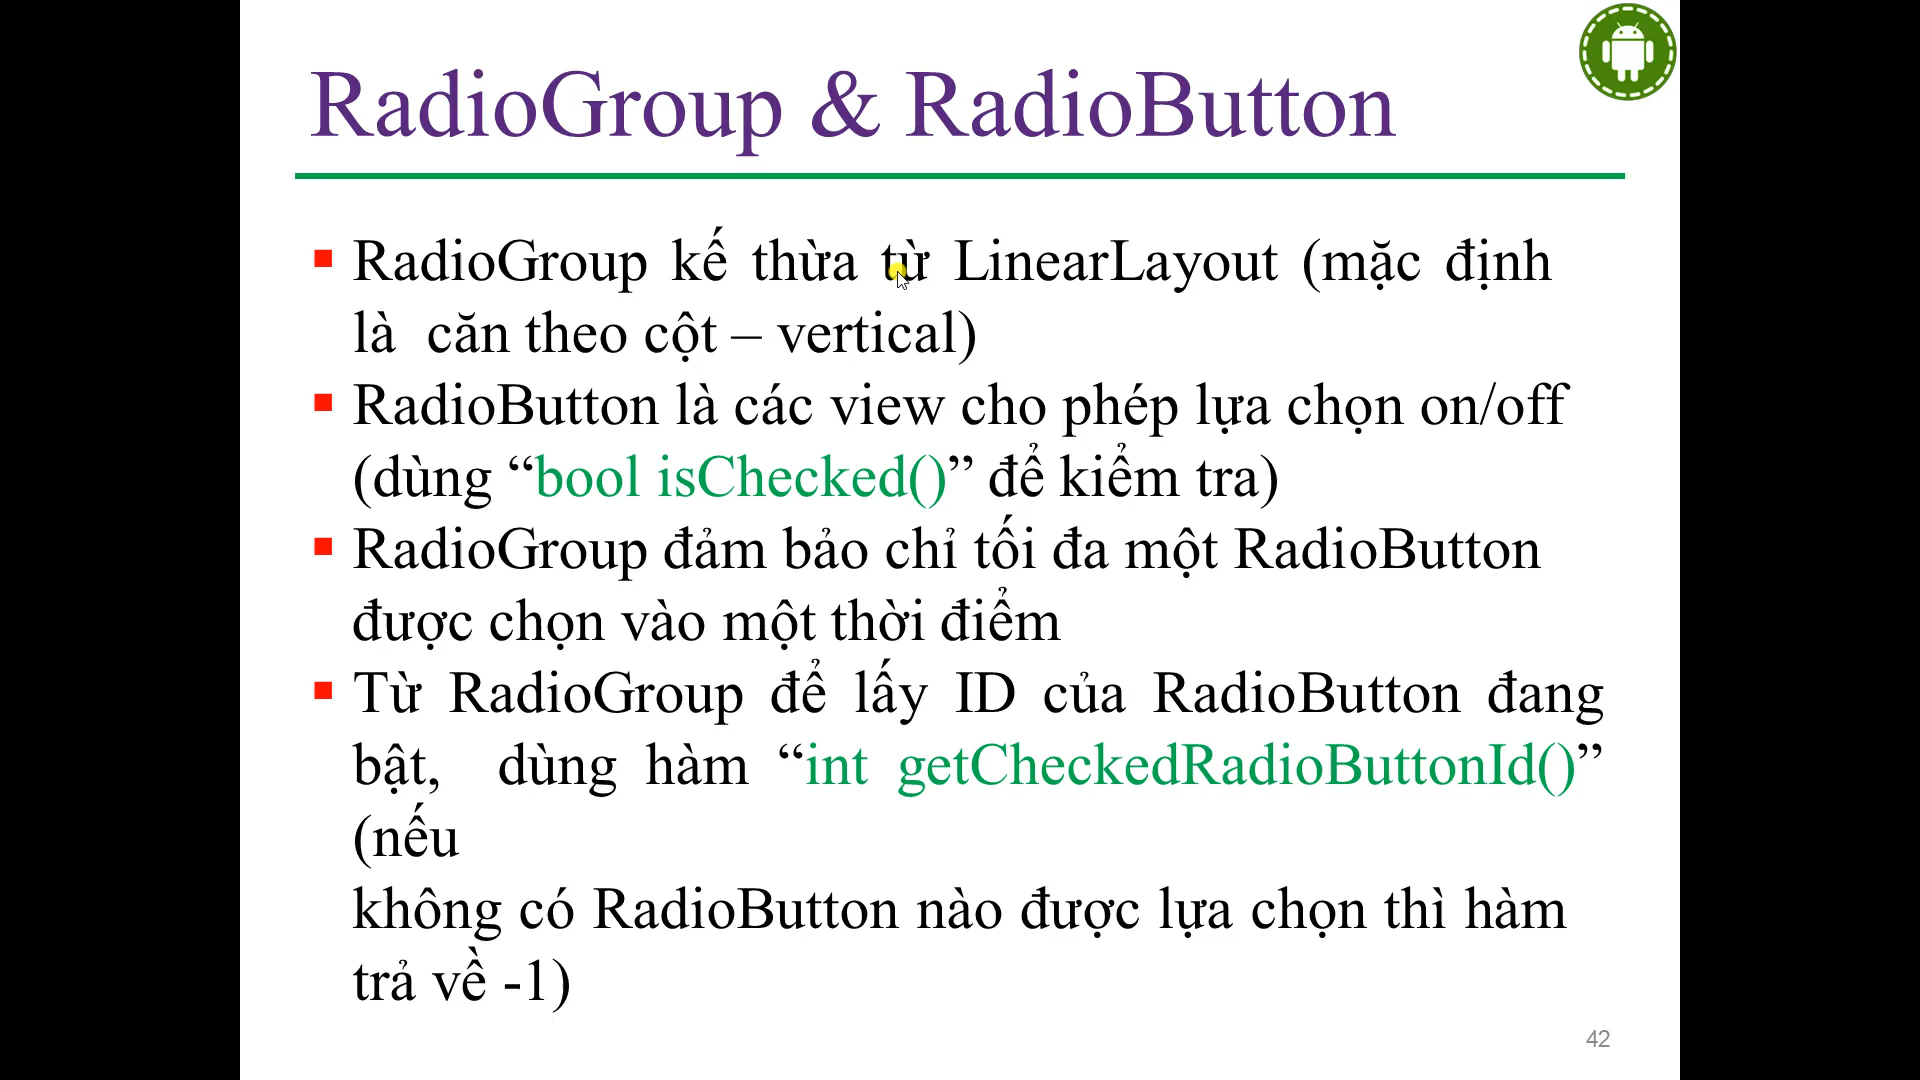 RadioGroup & RadioButton
RadioGroup kế thừa từ LinearLayout (mặc định
là căn theo cột – vertical)
RadioButton là các view cho phép lựa chọn on/off
(dùng “bool isChecked()” để kiểm tra)
RadioGroup đảm bảo chỉ tối đa một RadioButton
được chọn vào một thời điểm
Từ RadioGroup để lấy ID của RadioButton đang
bật, dùng hàm “int getCheckedRadioButtonId()”
(nếu
không có RadioButton nào được lựa chọn thì hàm
trả về -1)
42